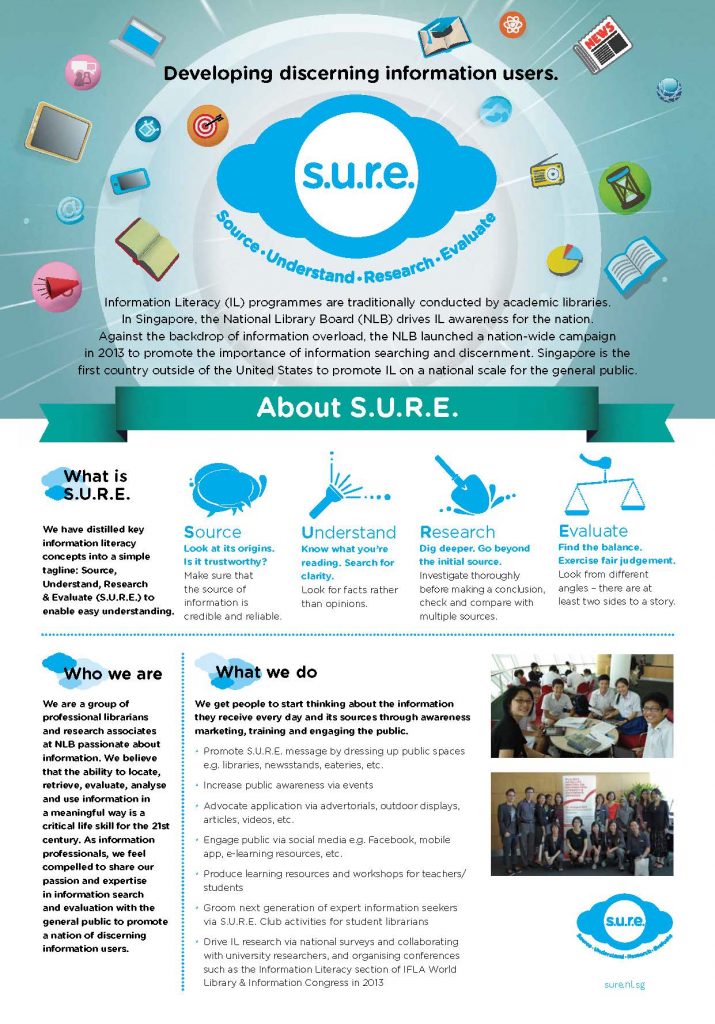 NEWS
Developing discerning information users.
s.u.r.e.
Source • Understand • Research • Evaluate
Information Literacy (IL) programmes are traditionally conducted by academic libraries.
In Singapore, the National Library Board (NLB) drives IL awareness for the nation.
Against the backdrop of information overload, the NLB launched a nation-wide campaign
in 2013 to promote the importance of information searching and discernment. Singapore is the
first country outside of the United States to promote IL on a national scale for the general public.
About S.U.R.E.
What is
S.U.R.E.
We have distilled key
information literacy
concepts into a simple
tagline: Source,
Understand, Research
& Evaluate (S.U.R.E.) to
enable easy understanding.
Source
Look at its origins.
Is it trustworthy?
Make sure that
the source of
information is
credible and reliable.
Understand
Know what you're
reading. Search for
clarity.
Look for facts rather
than opinions.
Research
Dig deeper. Go beyond
the initial source.
Investigate thoroughly
before making a conclusion,
check and compare with
multiple sources.
Evaluate
Find the balance.
Exercise fair judgement.
Look from different
angles – there are at
least two sides to a story.
Who we are
We are a group of
professional librarians
and research associates
at NLB passionate about
information. We believe
that the ability to locate,
retrieve, evaluate, analyse
and use information in
a meaningful way is a
critical life skill for the 21st
century. As information
professionals, we feel
compelled to share our
passion and expertise
in information search
and evaluation with the
general public to promote
a nation of discerning
information users.
What we do
We get people to start thinking about the information
they receive every day and its sources through awareness
marketing, training and engaging the public.
• Promote S.U.R.E. message by dressing up public spaces
e.g. libraries, newsstands, eateries, etc.
• Increase public awareness via events
• Advocate application via advertorials, outdoor displays,
articles, videos, etc.
• Engage public via social media e.g. Facebook, mobile
app, e-learning resources, etc.
• Produce learning resources and workshops for teachers/
students
• Groom next generation of expert information seekers
via S.U.R.E. Club activities for student librarians
• Drive IL research via national surveys and collaborating
with university researchers, and organising conferences
such as the Information Literacy section of IFLA World
Library & Information Congress in 2013
s.u.r.e.
Source • Understand • Research • Evaluate
sure.nl.sg